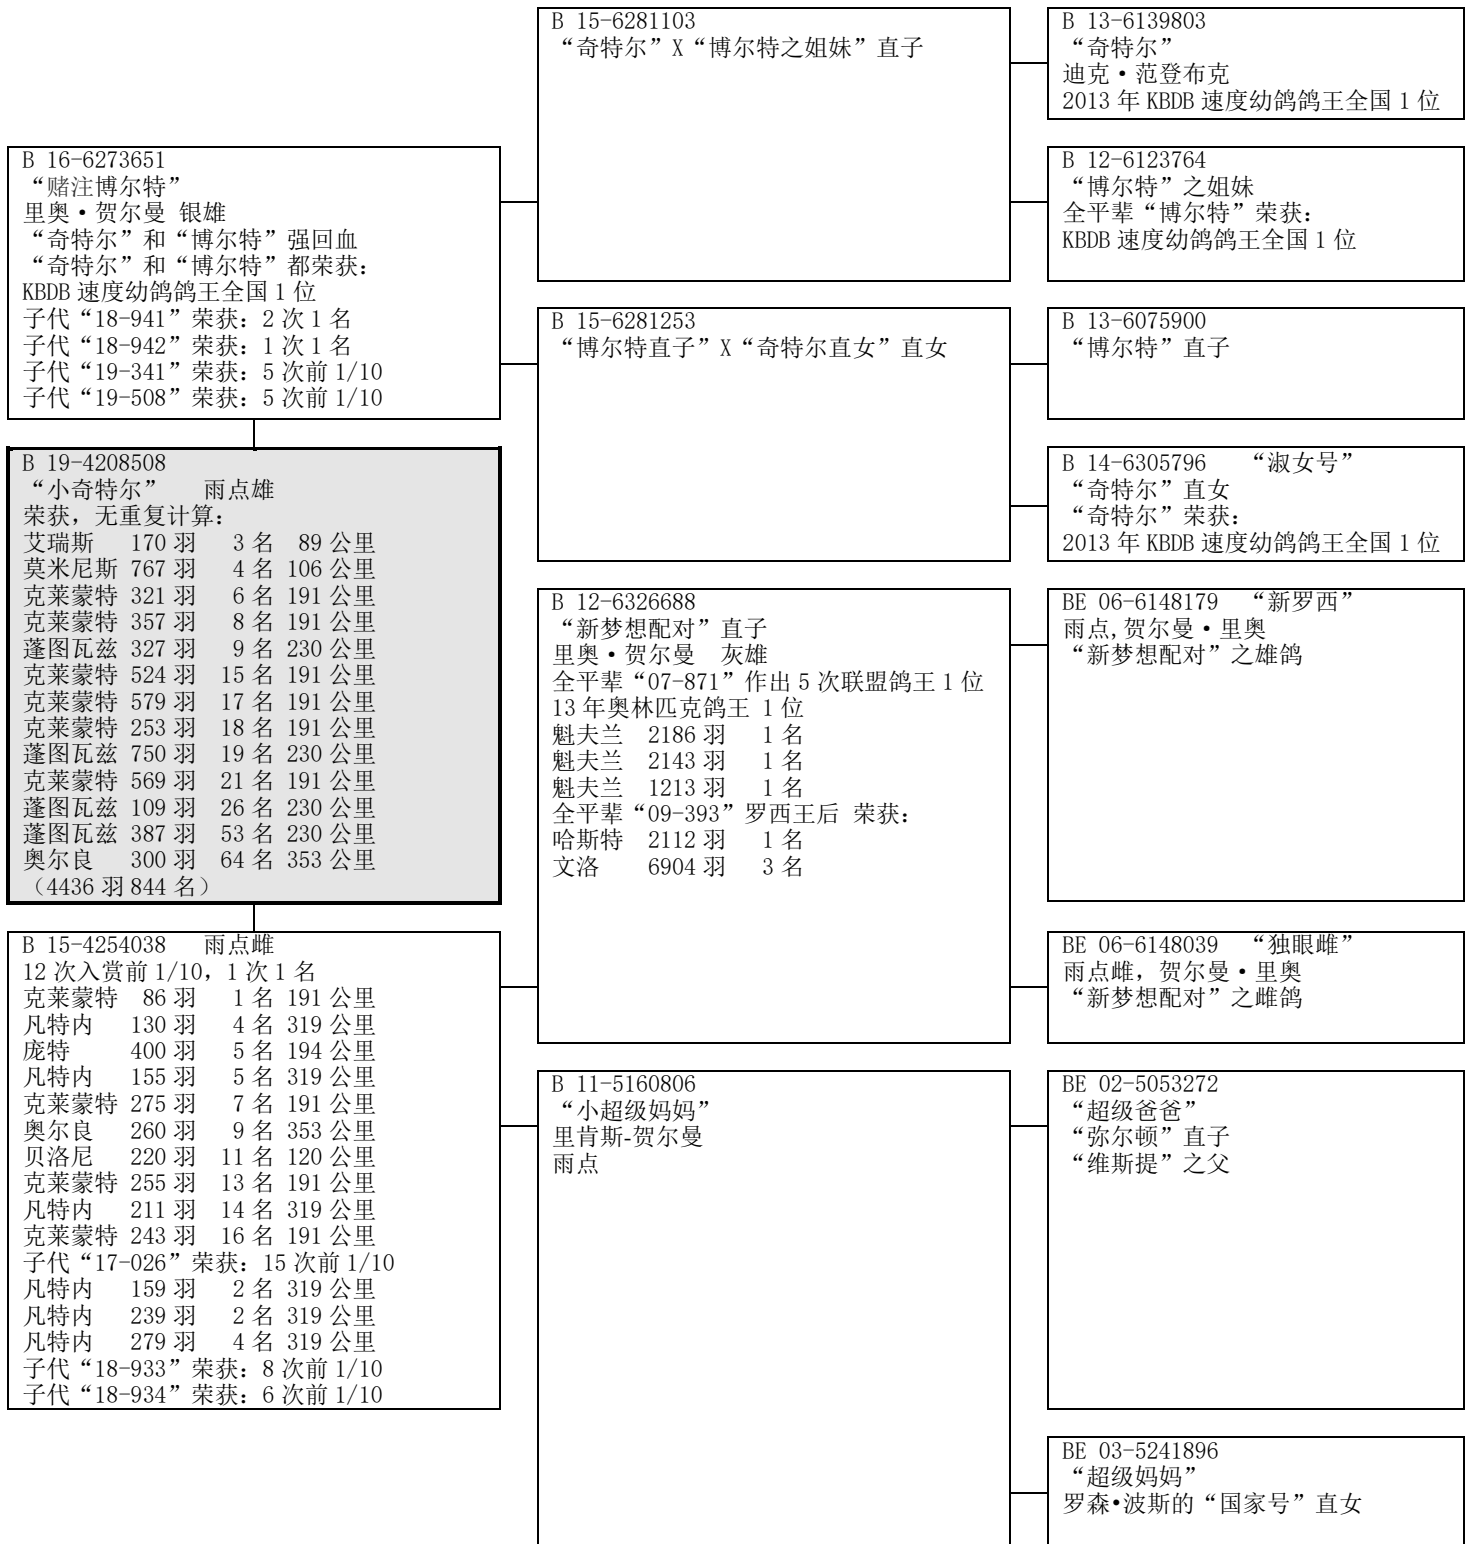 B 16-6273651
“赌注博尔特”
里奥•贺尔曼 银雄
“奇特尔”和“博尔特”强回血
“奇特尔”和“博尔特”都荣获：
KBDB 速度幼鸽鸽王全国 1 位
子代“18-941”荣获：2 次 1 名
子代“18-942”荣获：1 次 1 名
子代“19-341”荣获：5 次前 1/10
子代“19-508”荣获：5 次前 1/10
B 19-4208508
“小奇特尔” 雨点雄
荣获，无重复计算：
艾瑞斯 170 羽 3 名 89 公里
莫米尼斯 767 羽 4 名 106 公里
克莱蒙特 321 羽 6 名 191 公里
克莱蒙特 357 羽 8 名 191 公里
蓬图瓦兹 327 羽 9 名 230 公里
克莱蒙特 524 羽 15 名 191 公里
克莱蒙特 579 羽 17 名 191 公里
克莱蒙特 253 羽 18 名 191 公里
蓬图瓦兹 750 羽 19 名 230 公里
克莱蒙特 569 羽 21 名 191 公里
蓬图瓦兹 109 羽 26 名 230 公里
蓬图瓦兹 387 羽 53 名 230 公里
奥尔良 300 羽 64 名 353 公里
（4436 羽 844 名）
B 15-4254038 雨点雌
12 次入赏前 1/10，1 次 1 名
克莱蒙特 86 羽 1 名 191 公里
凡特内 130 羽 4 名 319 公里
庞特 400 羽 5 名 194 公里
凡特内 155 羽 5 名 319 公里
克莱蒙特 275 羽 7 名 191 公里
奥尔良 260 羽 9 名 353 公里
贝洛尼 220 羽 11 名 120 公里
克莱蒙特 255 羽 13 名 191 公里
凡特内 211 羽 14 名 319 公里
克莱蒙特 243 羽 16 名 191 公里
子代“17-026”荣获：15 次前 1/10
凡特内 159 羽 2 名 319 公里
凡特内 239 羽 2 名 319 公里
凡特内 279 羽 4 名 319 公里
子代“18-933”荣获：8 次前 1/10
子代“18-934”荣获：6 次前 1/10
B 15-6281103
“奇特尔”X“博尔特之姐妹”直子
B 15-6281253
“博尔特直子”X“奇特尔直女”直女
B 12-6326688
“新梦想配对”直子
里奥•贺尔曼 灰雄
全平辈“07-871”作出 5 次联盟鸽王 1 位
13 年奥林匹克鸽王 1 位
魁夫兰 2186 羽 1 名
魁夫兰 2143 羽 1 名
魁夫兰 1213 羽 1 名
全平辈“09-393”罗西王后 荣获：
哈斯特 2112 羽 1 名
文洛 6904 羽 3 名
B 11-5160806
“小超级妈妈”
里肯斯-贺尔曼
雨点
B 13-6139803
“奇特尔”
迪克•范登布克
2013 年 KBDB 速度幼鸽鸽王全国 1 位
B 12-6123764
“博尔特”之姐妹
全平辈“博尔特”荣获：
KBDB 速度幼鸽鸽王全国 1 位
B 13-6075900
“博尔特”直子
B 14-6305796 “淑女号”
“奇特尔”直女
“奇特尔”荣获：
2013 年 KBDB 速度幼鸽鸽王全国 1 位
BE 06-6148179 “新罗西”
雨点,贺尔曼•里奥
“新梦想配对”之雄鸽
BE 06-6148039 “独眼雌”
雨点雌，贺尔曼•里奥
“新梦想配对”之雌鸽
BE 02-5053272
“超级爸爸”
“弥尔顿”直子
“维斯提”之父
BE 03-5241896
“超级妈妈”
罗森•波斯的“国家号”直女